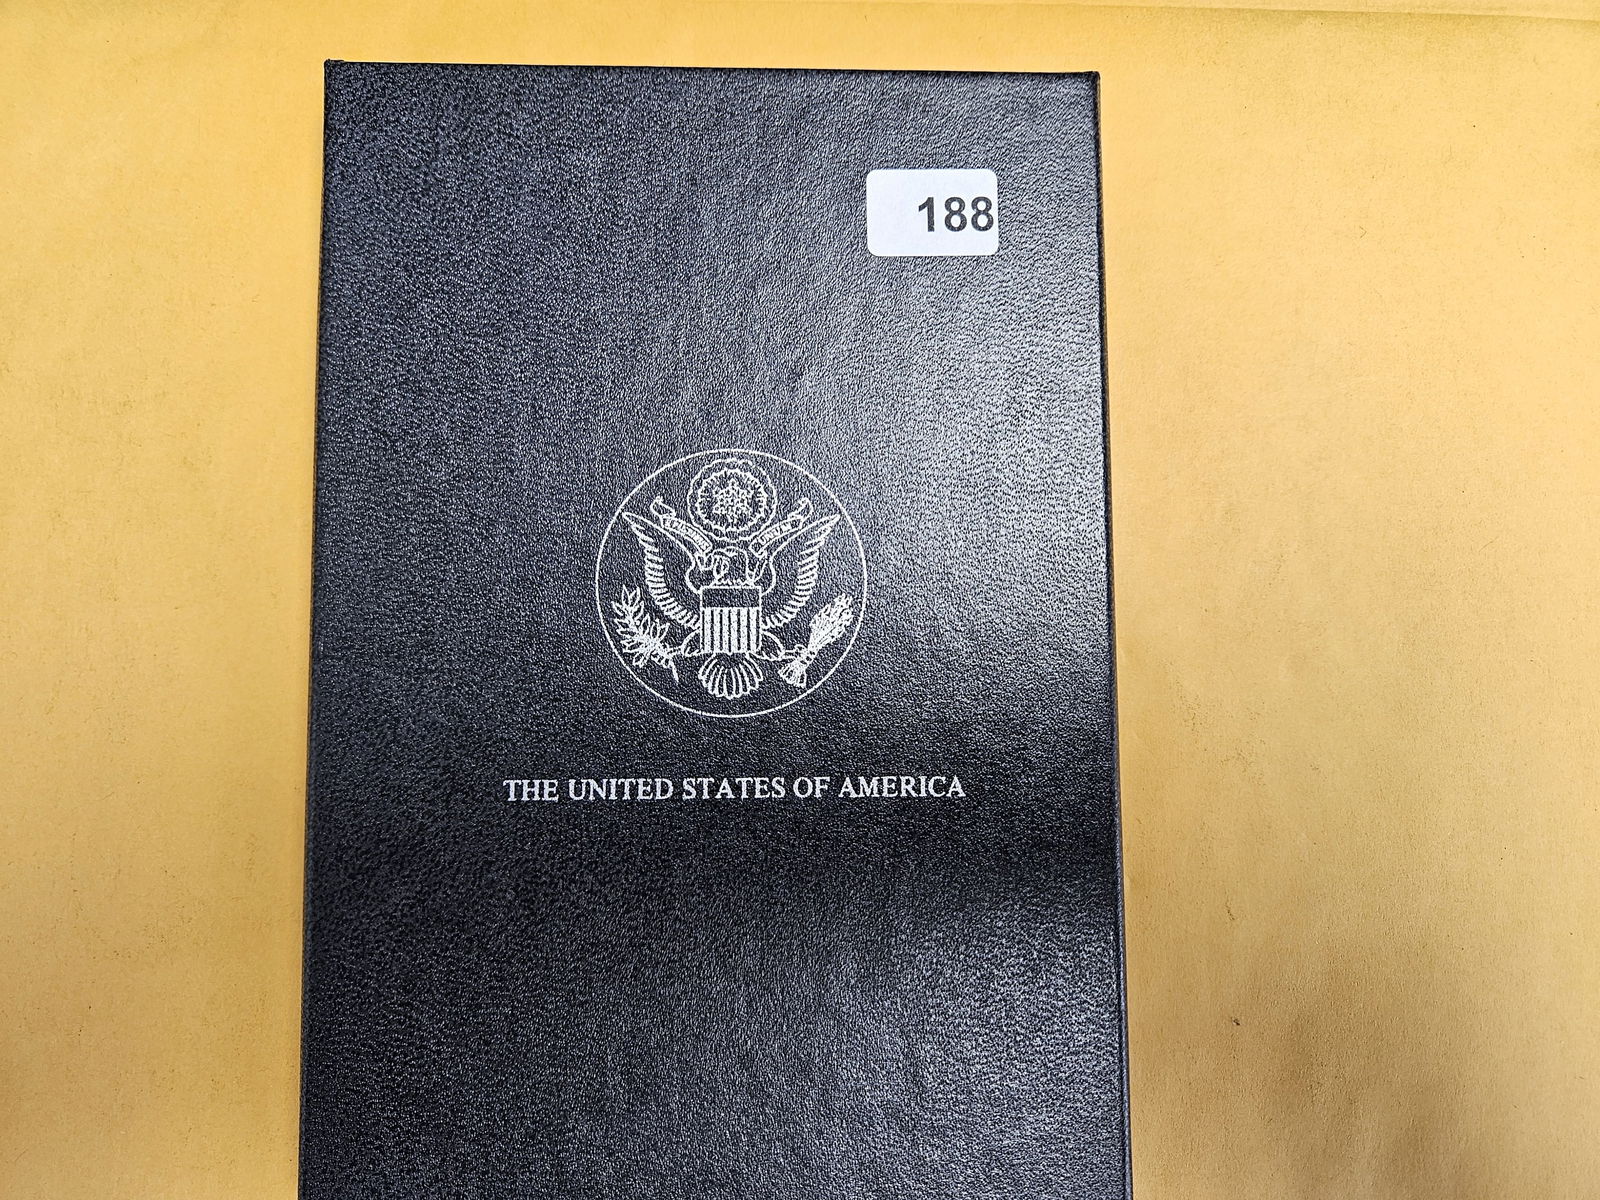 188
THE UNITED STATES OF AMERICA